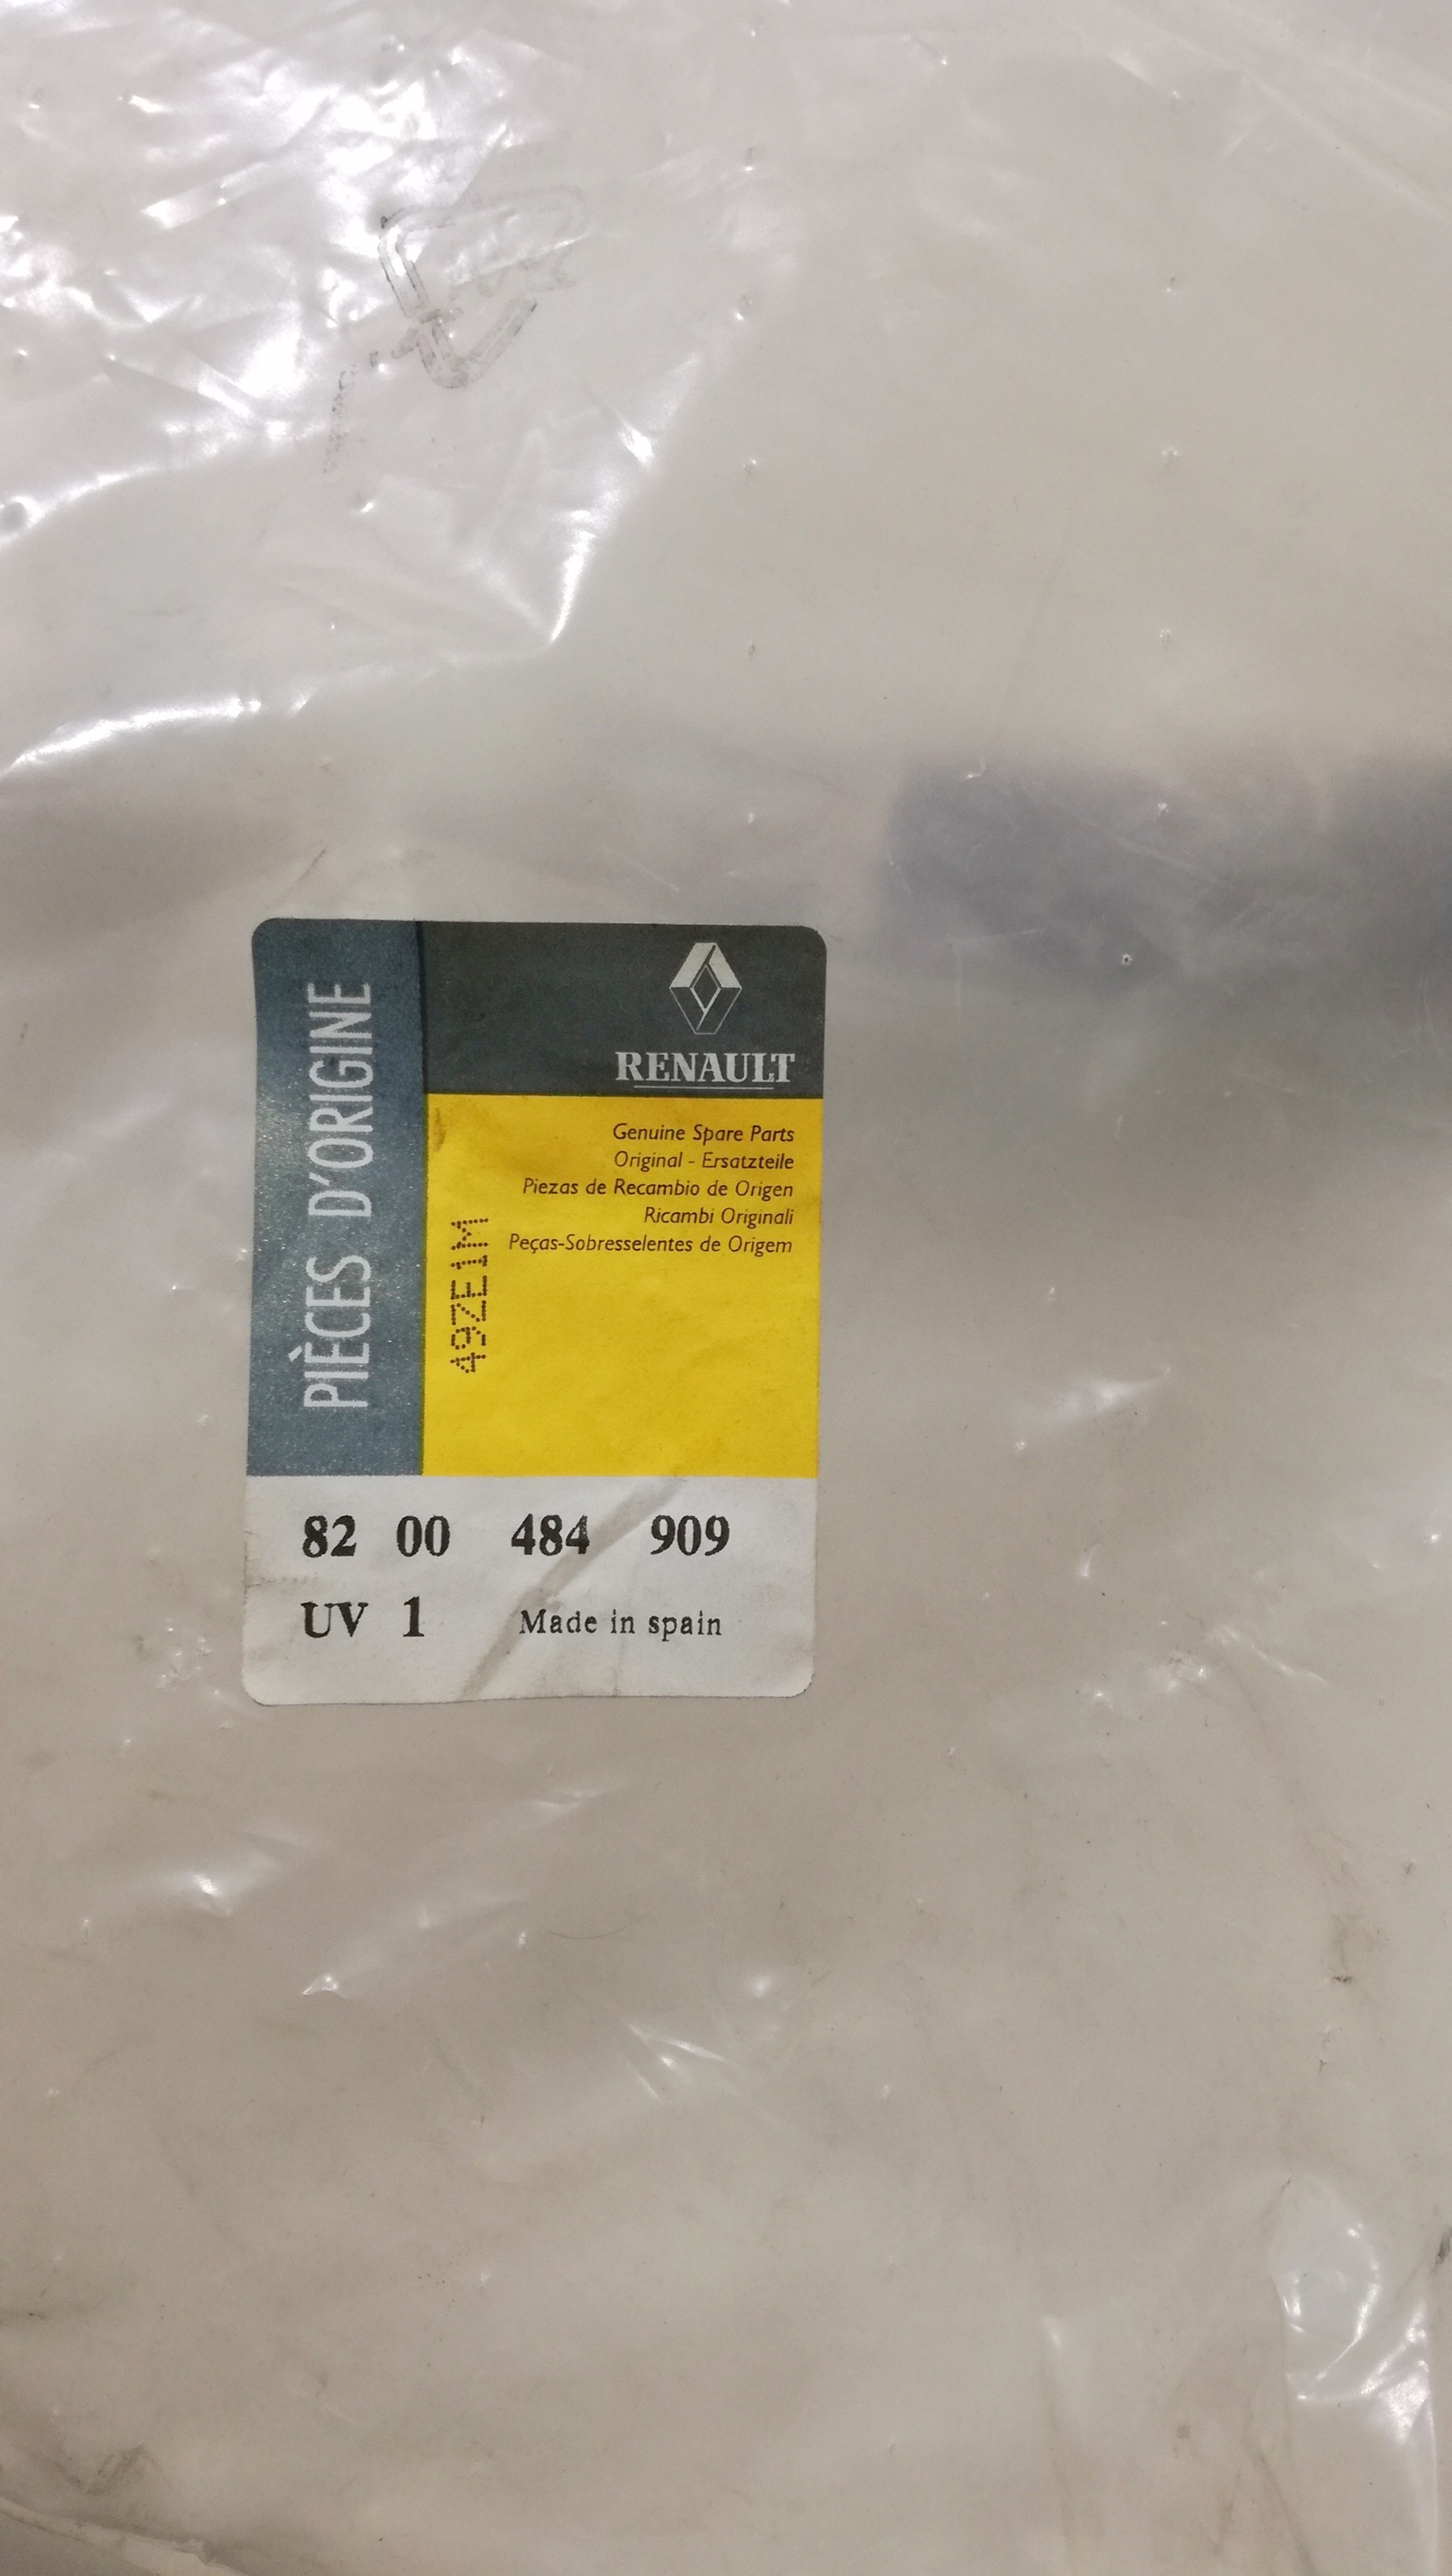 PIÈCES D'ORIGINE
RENAULT
Genuine Spare Parts
Original - Ersatzteile
Piezas de Recambio de Origen
Ricambi Originali
Peças-Sobresselentes de Origem
49ZE1M
82 00 484 909
UV 1 Made in spain